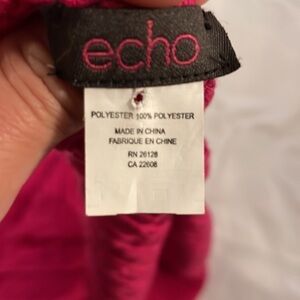 echo
POLYESTER 100% POLYESTER
MADE IN CHINA
FABRIQUE EN CHINE
RN 26128
CA 22608